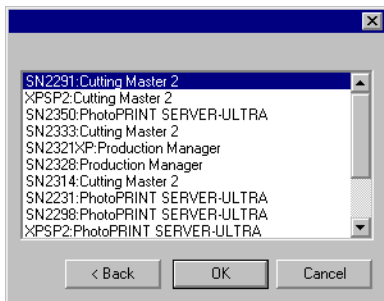 SN2291:Cutting Master 2
XPSP2:Cutting Master 2
SN2350:PhotoPRINT SERVER-ULTRA
SN2333:Cutting Master 2
SN2321XP:Production Manager
SN2328:Production Manager
SN2314:Cutting Master 2
SN2231:PhotoPRINT SERVER-ULTRA
SN2298:PhotoPRINT SERVER-ULTRA
XPSP2:PhotoPRINT SERVER-ULTRA
< Back OK Cancel